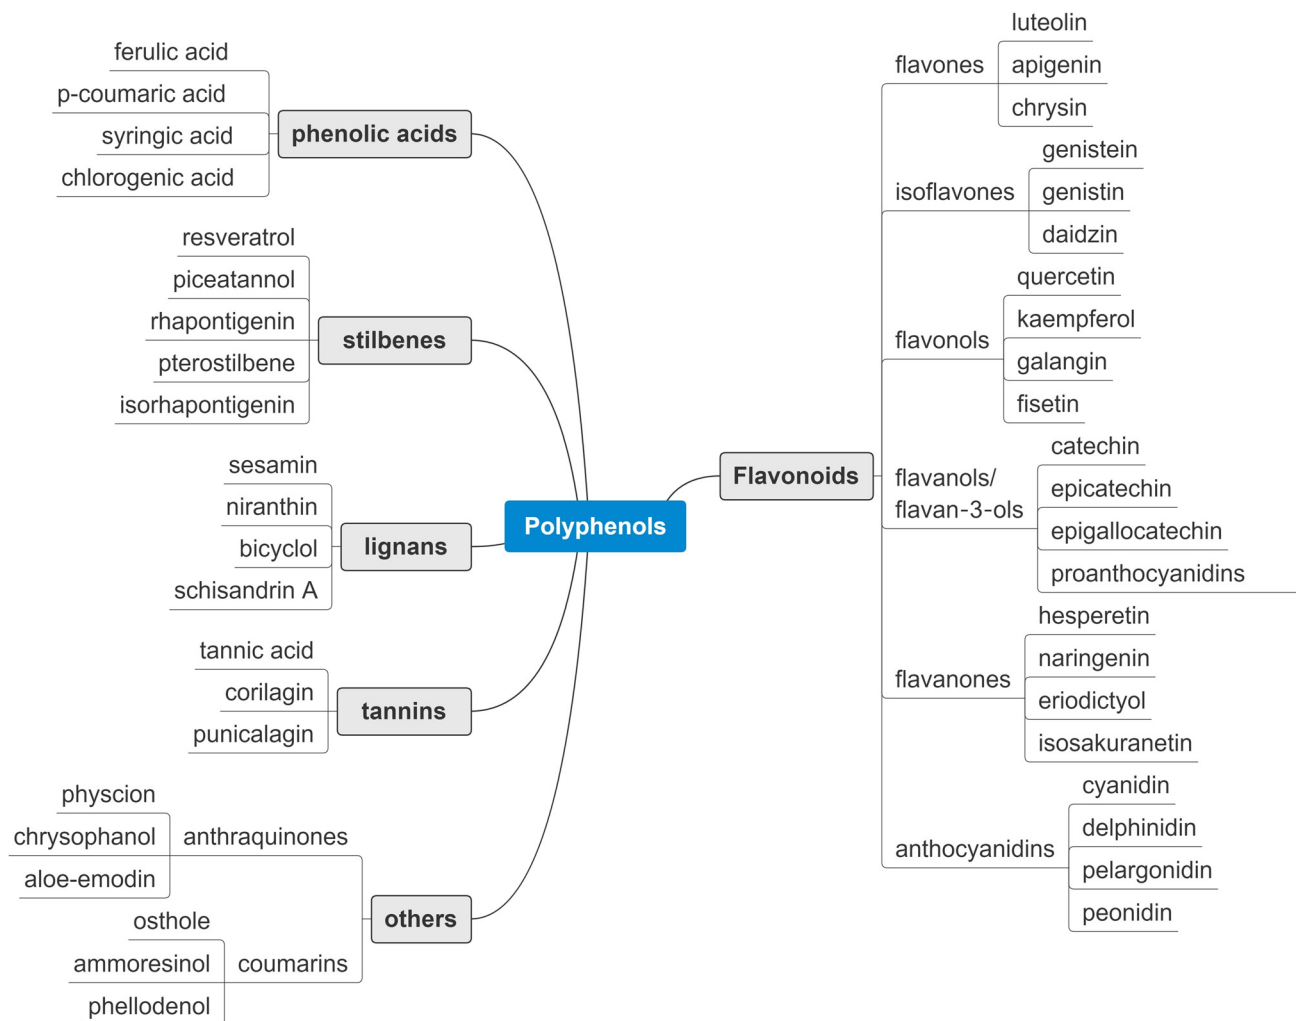 Polyphenols
phenolic acids
ferulic acid
p-coumaric acid
syringic acid
chlorogenic acid
stilbenes
resveratrol
piceatannol
rhapontigenin
pterostilbene
isorhapontigenin
lignans
sesamin
niranthin
bicyclol
schisandrin A
tannins
tannic acid
corilagin
punicalagin
others
anthraquinones
physcion
chrysophanol
aloe-emodin
coumarins
osthole
ammoresinol
phellodenol
Flavonoids
flavones
luteolin
apigenin
chrysin
isoflavones
genistein
genistin
daidzin
flavonols
quercetin
kaempferol
galangin
fisetin
flavanols/
flavan-3-ols
catechin
epicatechin
epigallocatechin
proanthocyanidins
flavanones
hesperetin
naringenin
eriodictyol
isosakuranetin
anthocyanidins
cyanidin
delphinidin
pelargonidin
peonidin